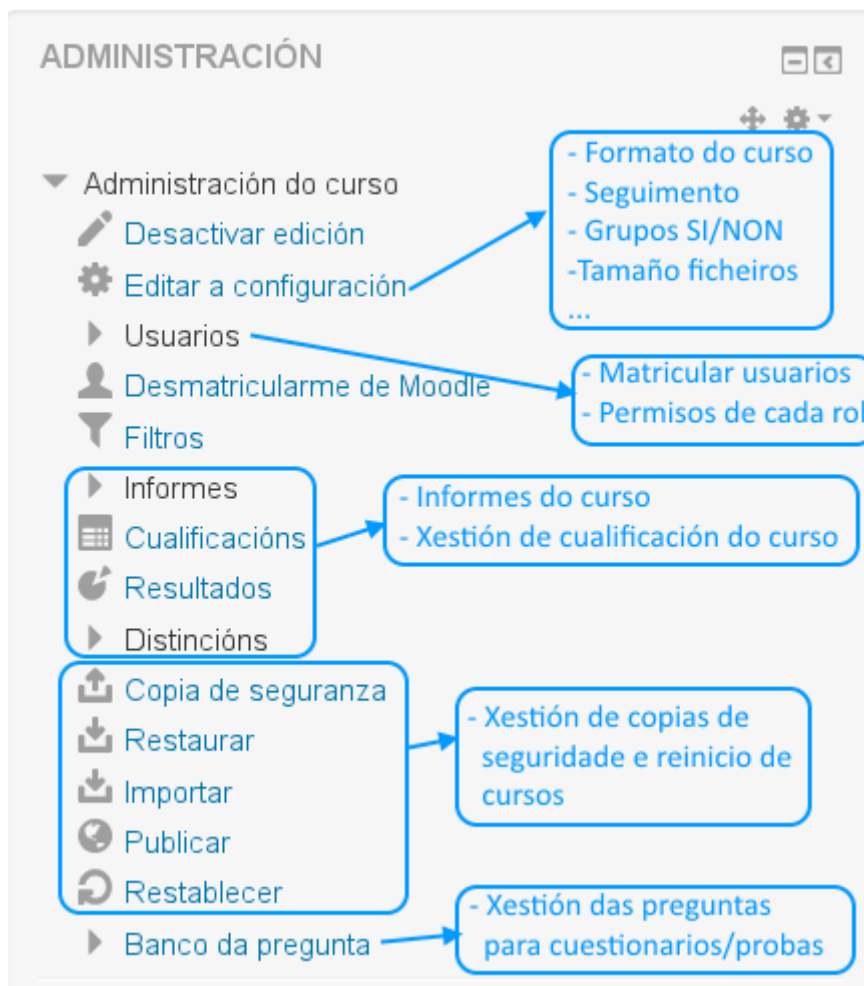 ADMINISTRACIÓN
Administración do curso
Desactivar edición
Editar a configuración
Usuarios
Desmatricularme de Moodle
Filtros
Informes
Cualificacións
Resultados
Distincións
Copia de seguranza
Restaurar
Importar
Publicar
Restablecer
Banco da pregunta
- Formato do curso
- Seguimento
- Grupos SI/NON
-Tamaño ficheiros
...
- Matricular usuarios
- Permisos de cada rol
- Informes do curso
- Xestión de cualificación do curso
- Xestión de copias de
seguridade e reinicio de
cursos
- Xestión das preguntas
para cuestionarios/probas